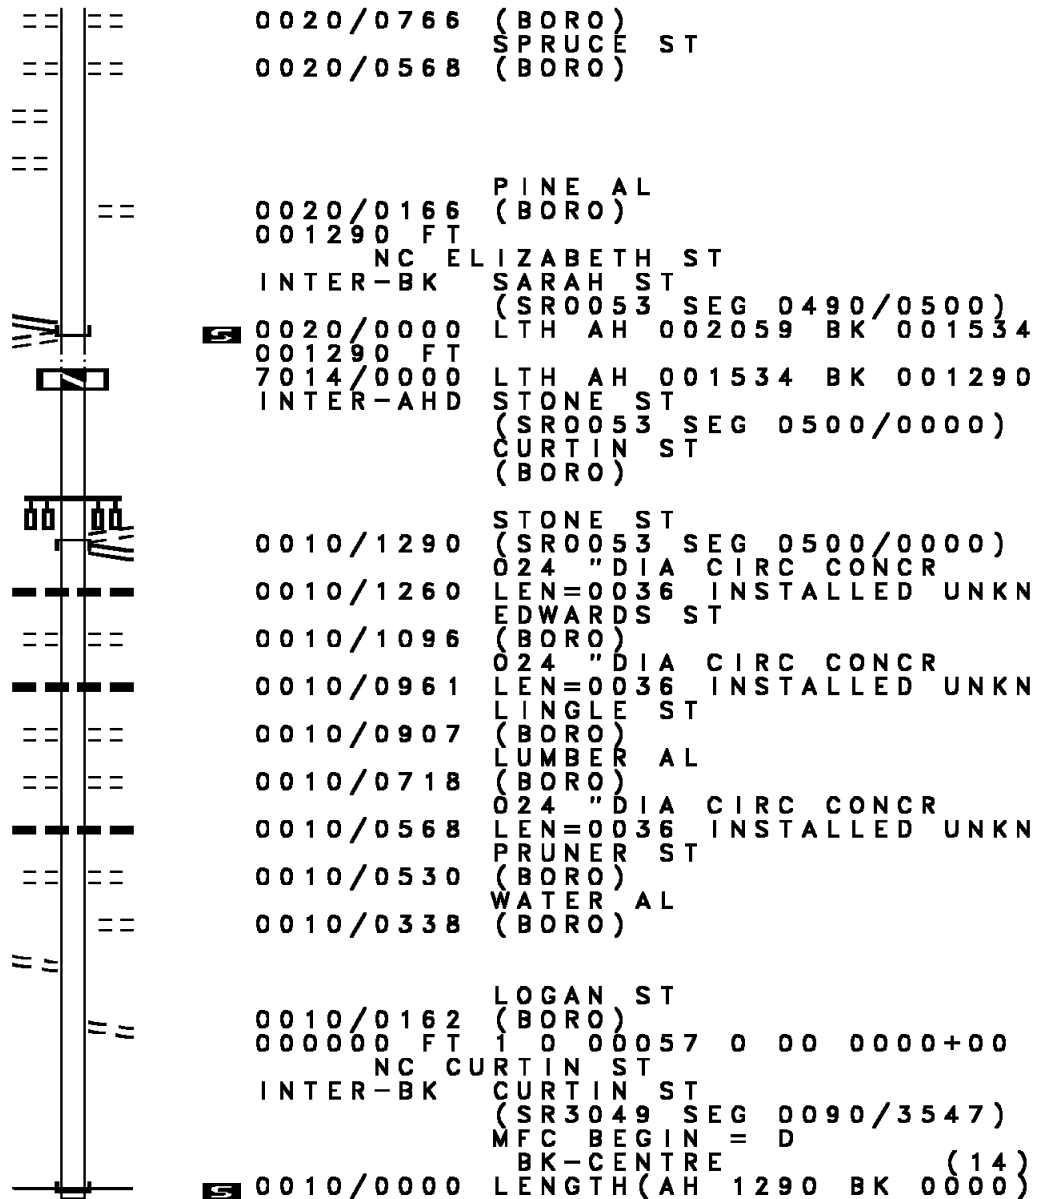 0020/0766 (BORO)
SPRUCE ST
0020/0568 (BORO)
PINE AL
0020/0166 (BORO)
001290 FT
NC ELIZABETH ST
INTER-BK SARAH ST
(SR0053 SEG 0490/0500)
S 0020/0000 LTH AH 002059 BK 001534
001290 FT
7014/0000 LTH AH 001534 BK 001290
INTER-AHD STONE ST
(SR0053 SEG 0500/0000)
CURTIN ST
(BORO)
STONE ST
0010/1290 (SR0053 SEG 0500/0000)
024 "DIA CIRC CONCR
0010/1260 LEN=0036 INSTALLED UNKN
EDWARDS ST
0010/1096 (BORO)
024 "DIA CIRC CONCR
0010/0961 LEN=0036 INSTALLED UNKN
LINGLE ST
0010/0907 (BORO)
LUMBER AL
0010/0718 (BORO)
024 "DIA CIRC CONCR
0010/0568 LEN=0036 INSTALLED UNKN
PRUNER ST
0010/0530 (BORO)
WATER AL
0010/0338 (BORO)
LOGAN ST
0010/0162 (BORO)
000000 FT 1 0 00057 0 00 0000+00
NC CURTIN ST
INTER-BK CURTIN ST
(SR3049 SEG 0090/3547)
MFC BEGIN = D
BK-CENTRE (14)
S 0010/0000 LENGTH(AH 1290 BK 0000)